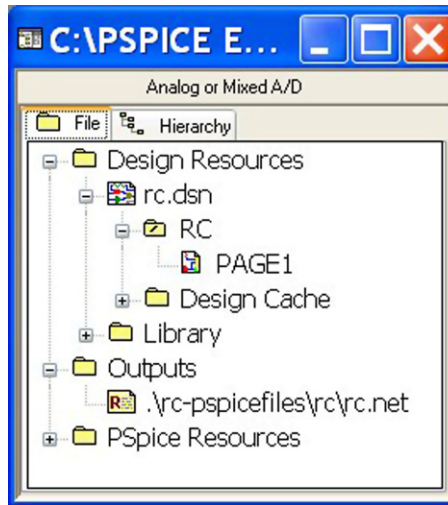 C:\PSPICE E...
Analog or Mixed A/D
File Hierarchy
Design Resources
rc.dsn
RC
PAGE1
Design Cache
Library
Outputs
.\rc-pspicefiles\rc\rc.net
PSpice Resources